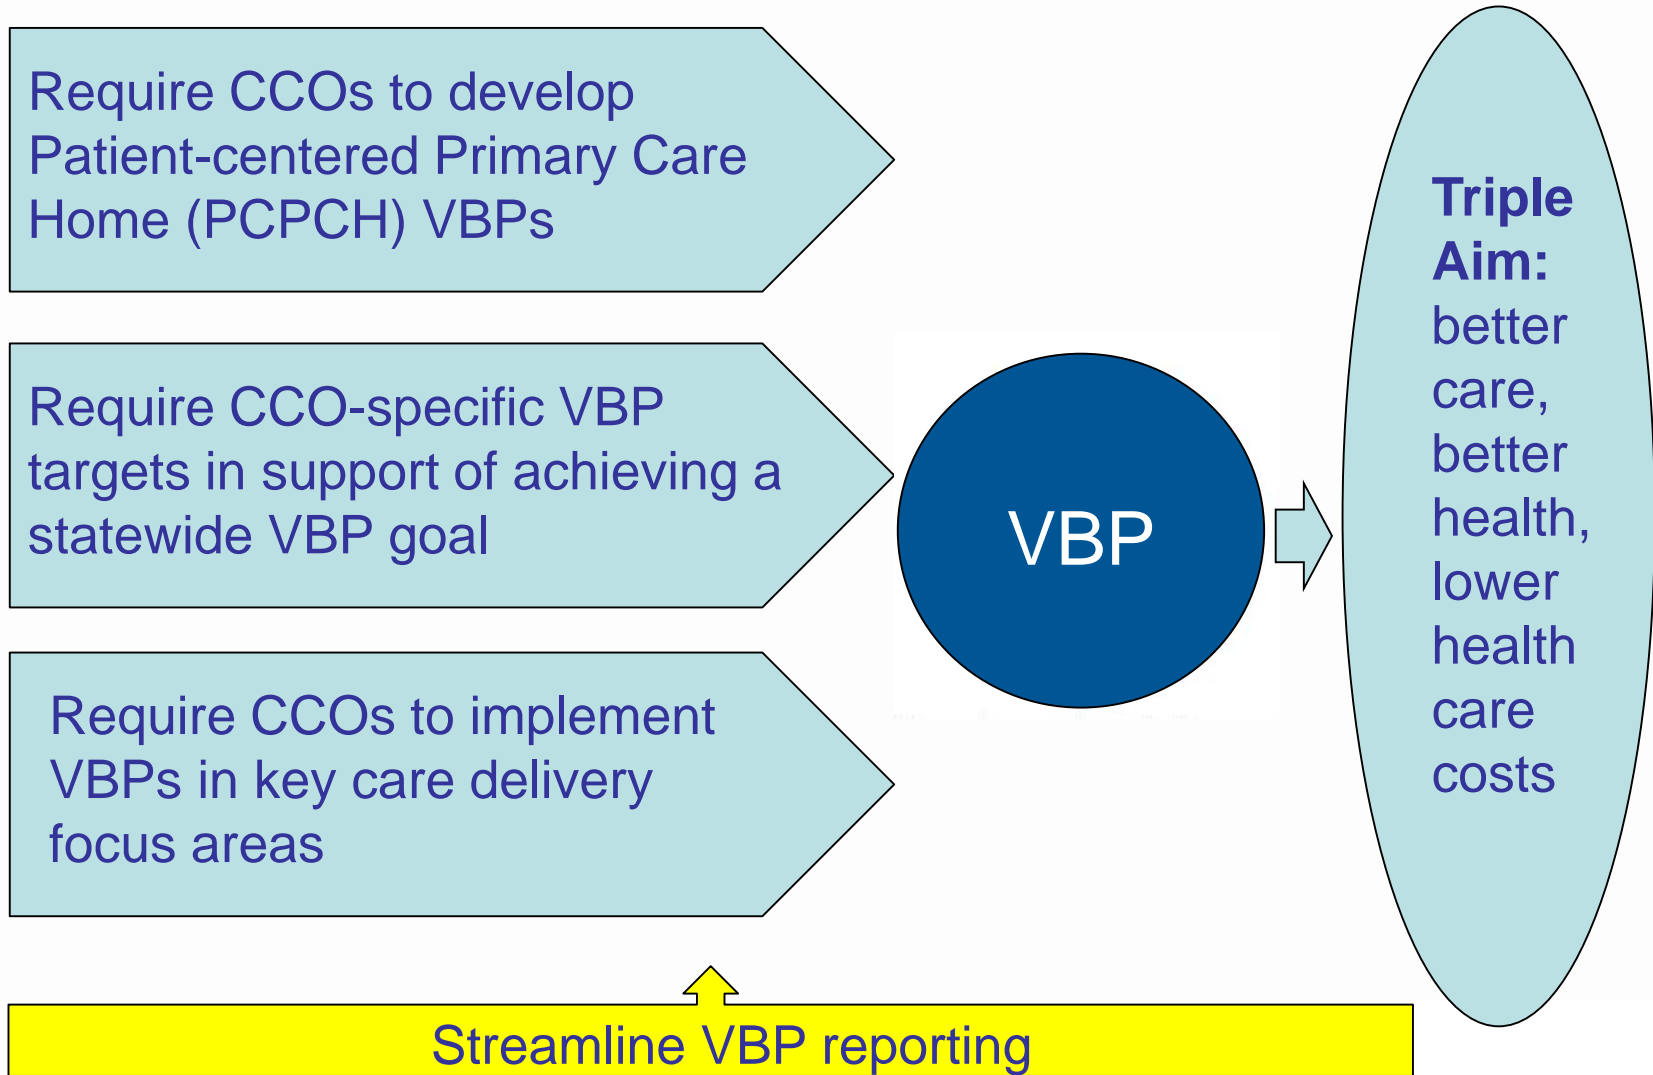 Require CCOs to develop
Patient-centered Primary Care
Home (PCPCH) VBPs
Require CCO-specific VBP
targets in support of achieving a
statewide VBP goal
Require CCOs to implement
VBPs in key care delivery
focus areas
VBP
Triple
Aim:
better
care,
better
health,
lower
health
care
costs
Streamline VBP reporting